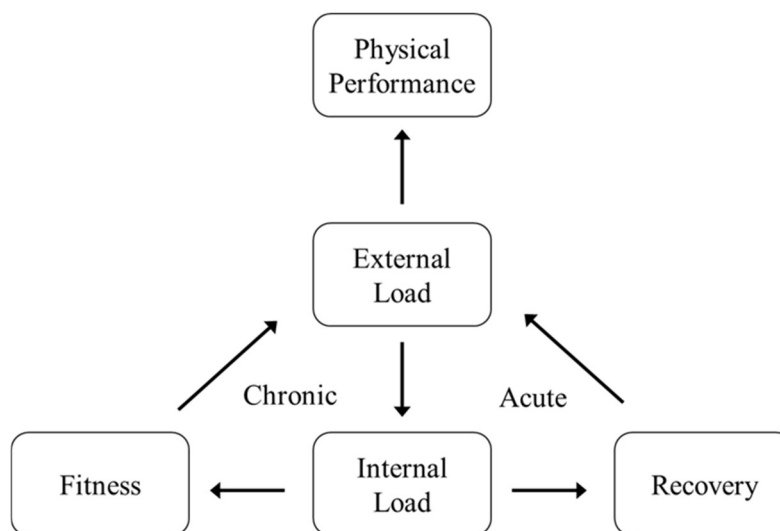 Physical
Performance
External
Load
Chronic
Acute
Fitness
Internal
Load
Recovery